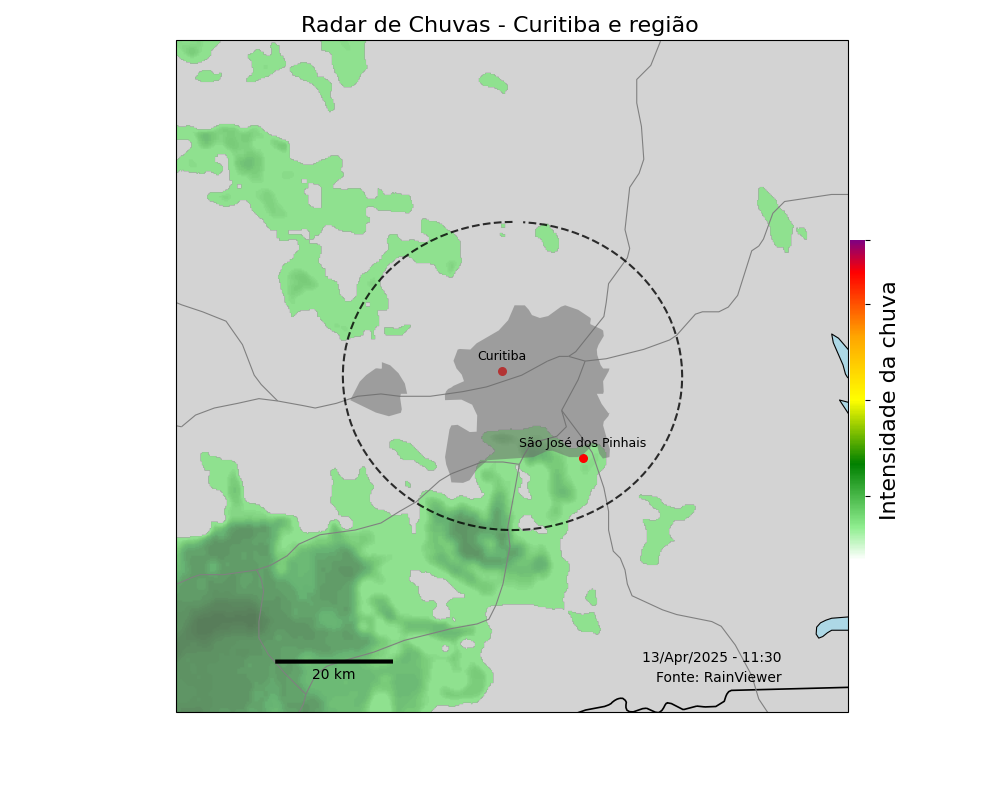 Radar de Chuvas - Curitiba e região
Curitiba
São José dos Pinhais
Intensidade da chuva
20 km
13/Apr/2025 - 11:30
Fonte: RainViewer